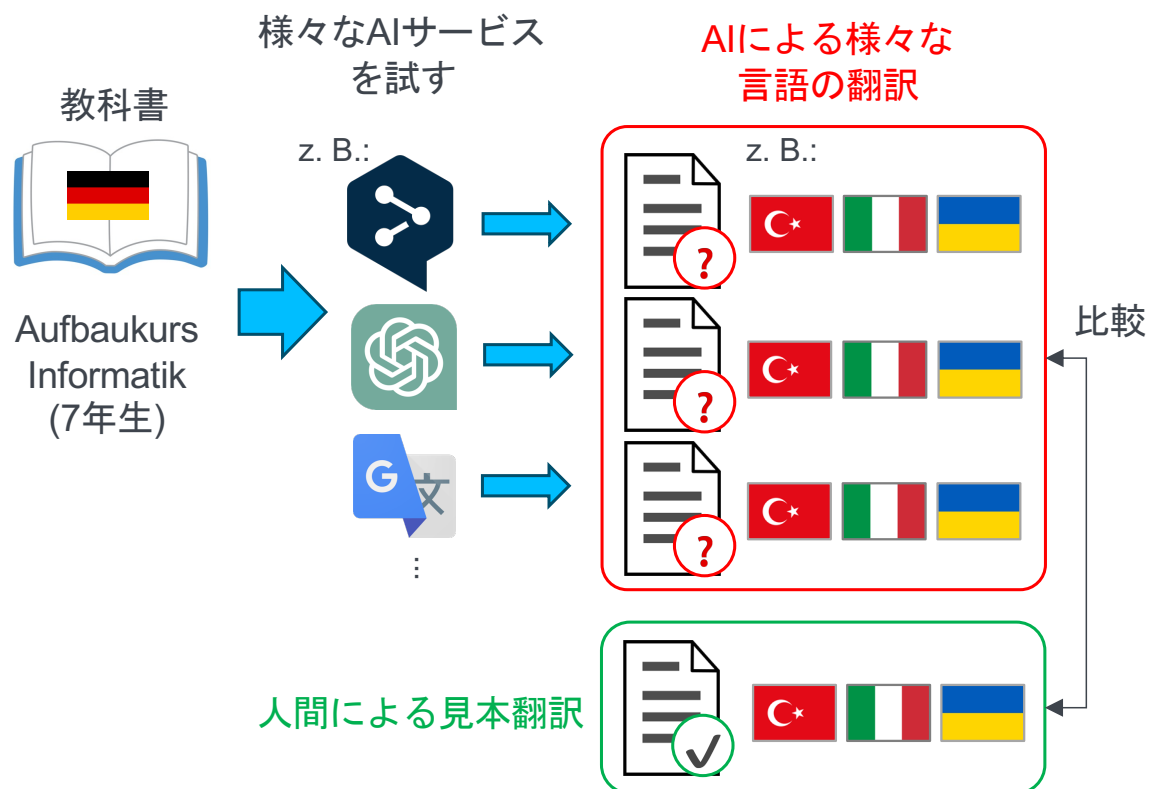 様々なAIサービス
を試す
AIによる様々な
言語の翻訳
教科書
z. B.:
z. B.:
?
Aufbaukurs
Informatik
(7年生)
?
比較
G 文
?
...
人間による見本翻訳